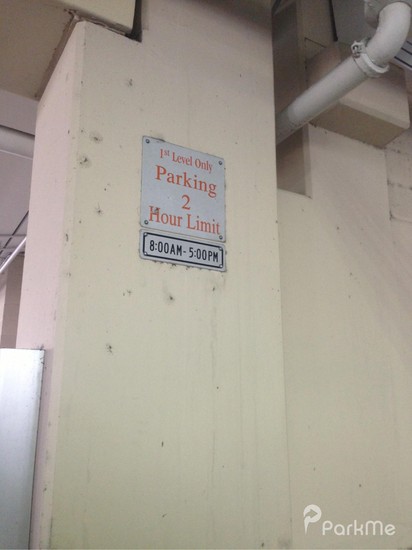 1st Level Only
Parking
2
Hour Limit
8:00AM-5:00PM
ParkMe